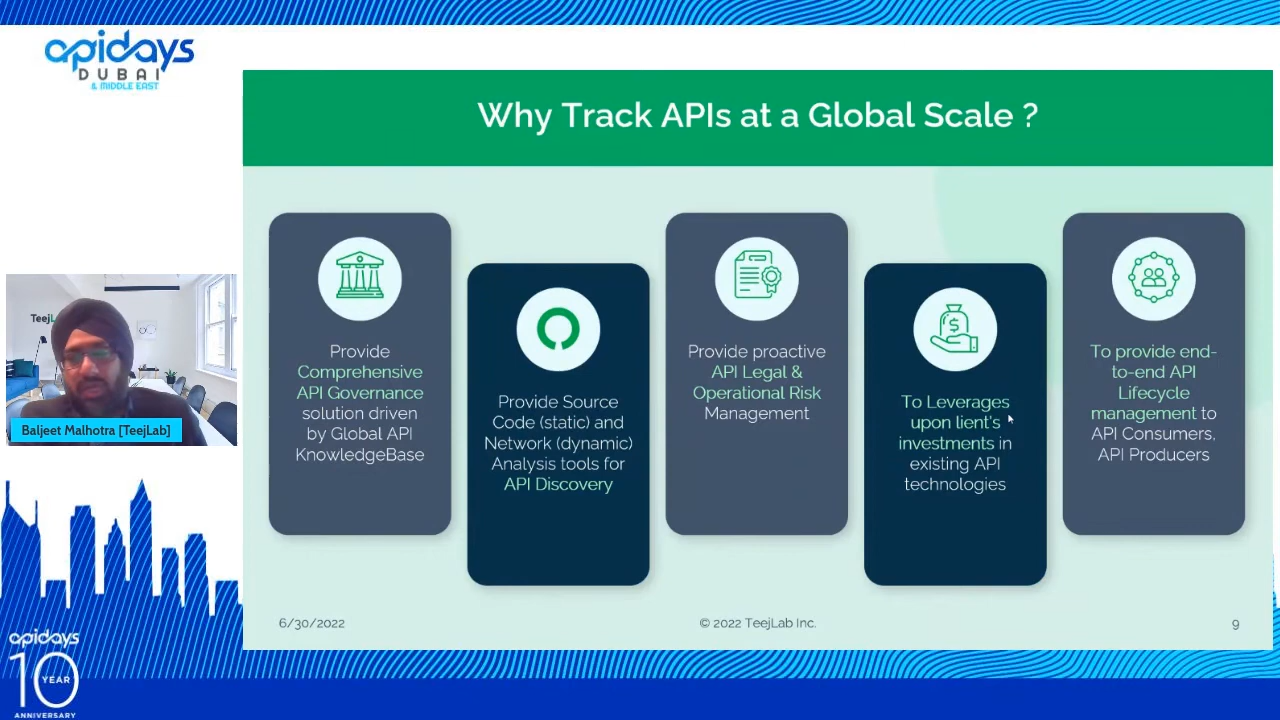 apidays
DUBAI
& MIDDLE EAST
Why Track APIs at a Global Scale ?
Provide
Comprehensive
API Governance
solution driven
by Global API
KnowledgeBase
Provide Source
Code (static) and
Network (dynamic)
Analysis tools for
API Discovery
Provide proactive
API Legal &
Operational Risk
Management
$
To Leverages
upon lient's
investments in
existing API
technologies
To provide end-
to-end API
Lifecycle
management to
API Consumers,
API Producers
TeejL
Baljeet Malhotra [TeejLab]
6/30/2022
© 2022 TeejLab Inc.
9
apidays
10
YEAR
ANNIVERSARY